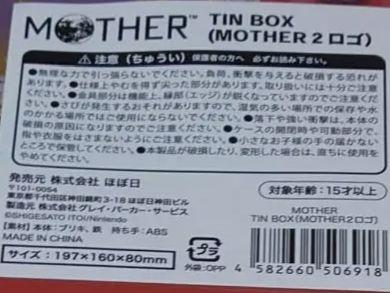 MOTHER™ TIN BOX
(MOTHER 2 ロゴ)
注意(ちゅうい) 保護者の方へ 必ずお読み下さい。
●無理な力で引っ張らないでください。負荷、衝撃を与えると破損する恐れが
あります。●仕上りやむを得ず尖った部分があります。取り扱いには十分ご注意
ください。●金具部分は機能上、縁部(エッジ)が鋭くなっていますのでご注意く
ださい。●さびが発生するおそれがありますので、湿気の多い場所での保存や水
のかかる場所ではご使用にならないでください。●落下や強い衝撃は、本体の
破損の原因になりますのでご注意ください。●ケースの開閉時や可動部分で、
指や衣服をはさまないようにご注意ください。●小さなお子様の手の届かない
ところで保管してください。●本製品が破損したり、変形した場合は、直ちに使用を
やめてください。
発売元 株式会社 ほぼ日
〒101-0054
東京都千代田区神田錦町3-18 ほぼ日神田ビル
製造元 株式会社 グレイ・パーカー・サービス
©SHIGESATO ITOI/Nintendo
【素材】本体:ブリキ、鉄 持ち手:ABS
MADE IN CHINA
サイズ:197×160×80mm
対象年齢:15才以上
MOTHER
TIN BOX(MOTHER2ロゴ)
プラ
外袋:OPP
4 582660 506918